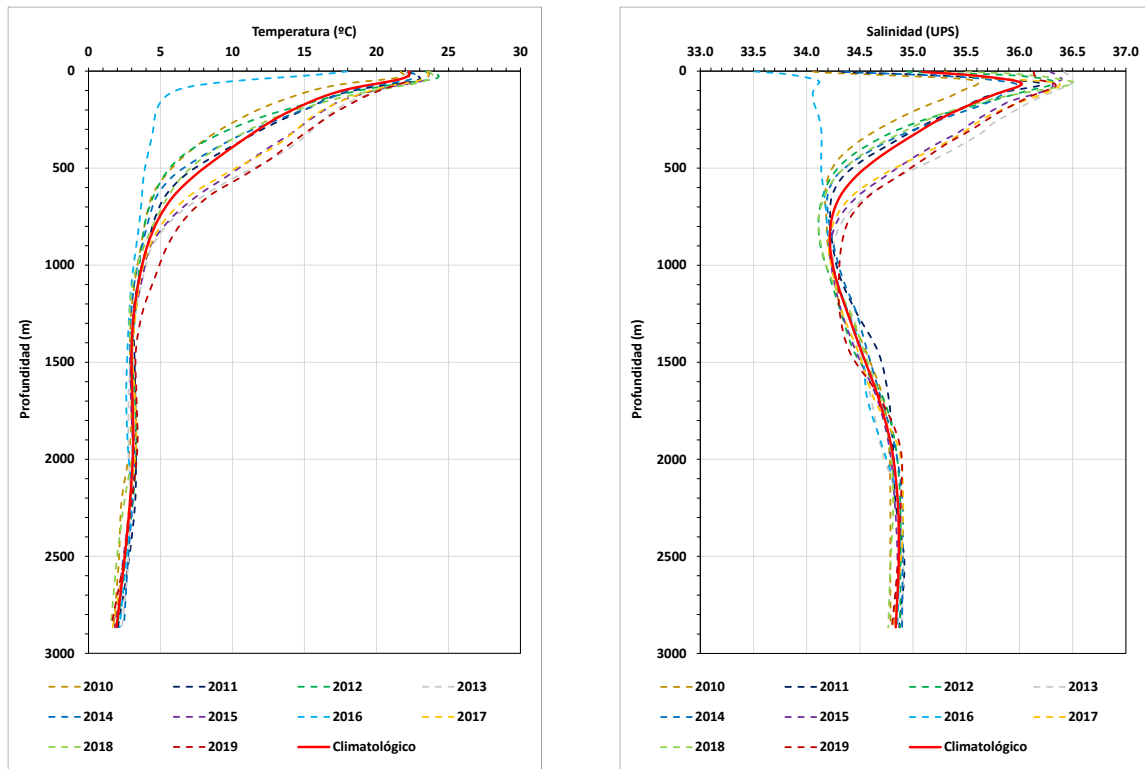 Temperatura (ºC)
0 5 10 15 20 25 30
0
500
1000
1500
2000
2500
3000
Profundidad (m)
2010 2011 2012 2013
2014 2015 2016 2017
2018 2019 Climatológico
Salinidad (UPS)
33.0 33.5 34.0 34.5 35.0 35.5 36.0 36.5 37.0
0
500
1000
1500
2000
2500
3000
Profundidad (m)
2010 2011 2012 2013
2014 2015 2016 2017
2018 2019 Climatológico